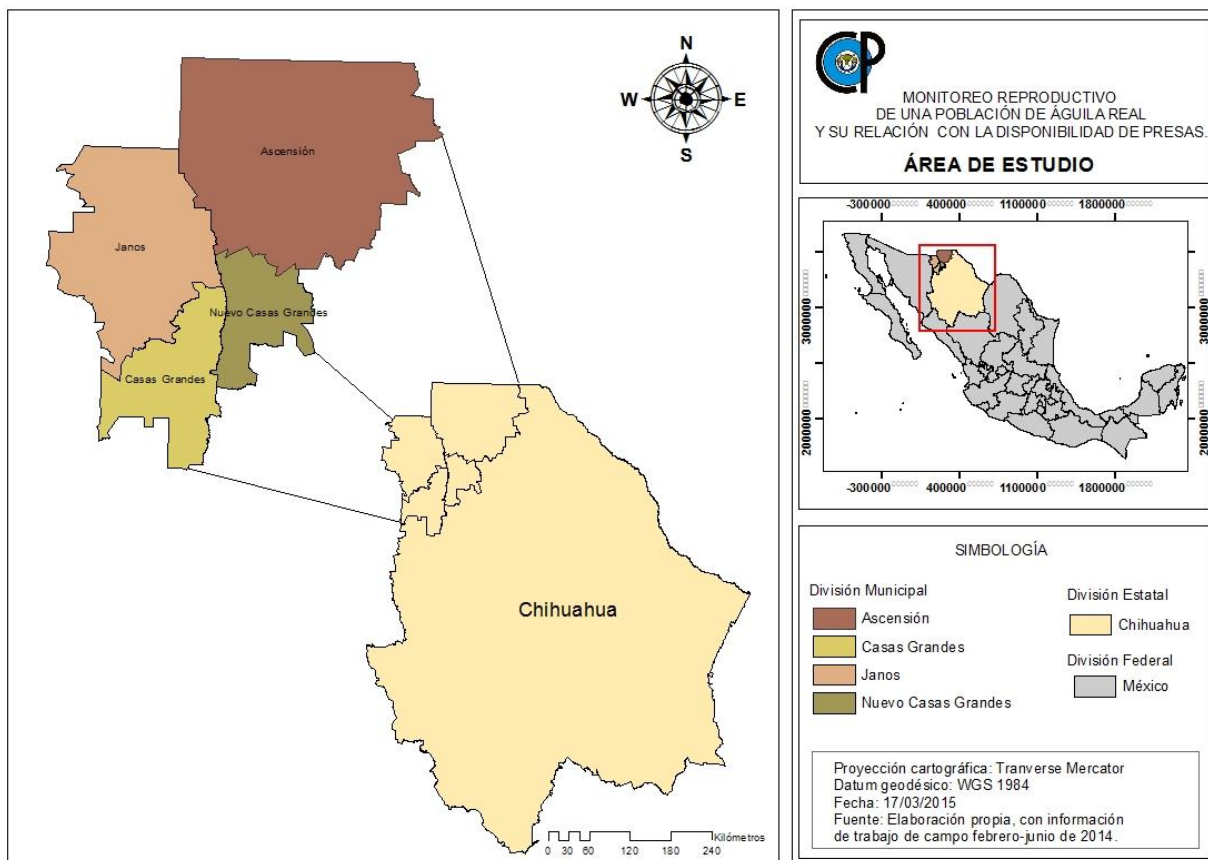 N
W E
S
Ascensión
Janos
Nuevo Casas Grandes
Casas Grandes
Chihuahua
Kilómetros
0 30 60 120 180 240
CCP
MONITOREO REPRODUCTIVO
DE UNA POBLACIÓN DE ÁGUILA REAL
Y SU RELACIÓN CON LA DISPONIBILIDAD DE PRESAS.
ÁREA DE ESTUDIO
-300000 400000 1100000 1800000
3000000 3000000
2000000 2000000
-300000 400000 1100000 1800000
SIMBOLOGÍA
División Municipal
Ascensión
Casas Grandes
Janos
Nuevo Casas Grandes
División Estatal
Chihuahua
División Federal
México
Proyección cartográfica: Tranverse Mercator
Datum geodésico: WGS 1984
Fecha: 17/03/2015
Fuente: Elaboración propia, con información
de trabajo de campo febrero-junio de 2014.